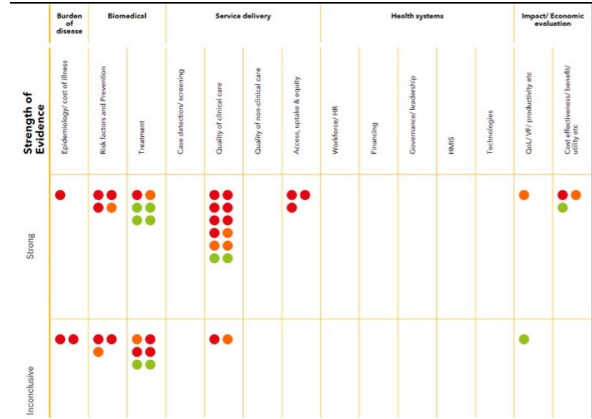 Burden
of
disease
Biomedical
Service delivery
Health systems
Impact/ Economic
evaluation
Strength of
Evidence
Epidemiology/ cost of illness
Risk factors and Prevention
Treatment
Case detection/ screening
Quality of clinical care
Quality of non-clinical care
Access, uptake & equity
Workforce/ HR
Financing
Governance/ leadership
HMIS
Technologies
QoL/ VF/ productivity etc
Cost effectiveness/ benefit/
utility etc
Strong
Inconclusive